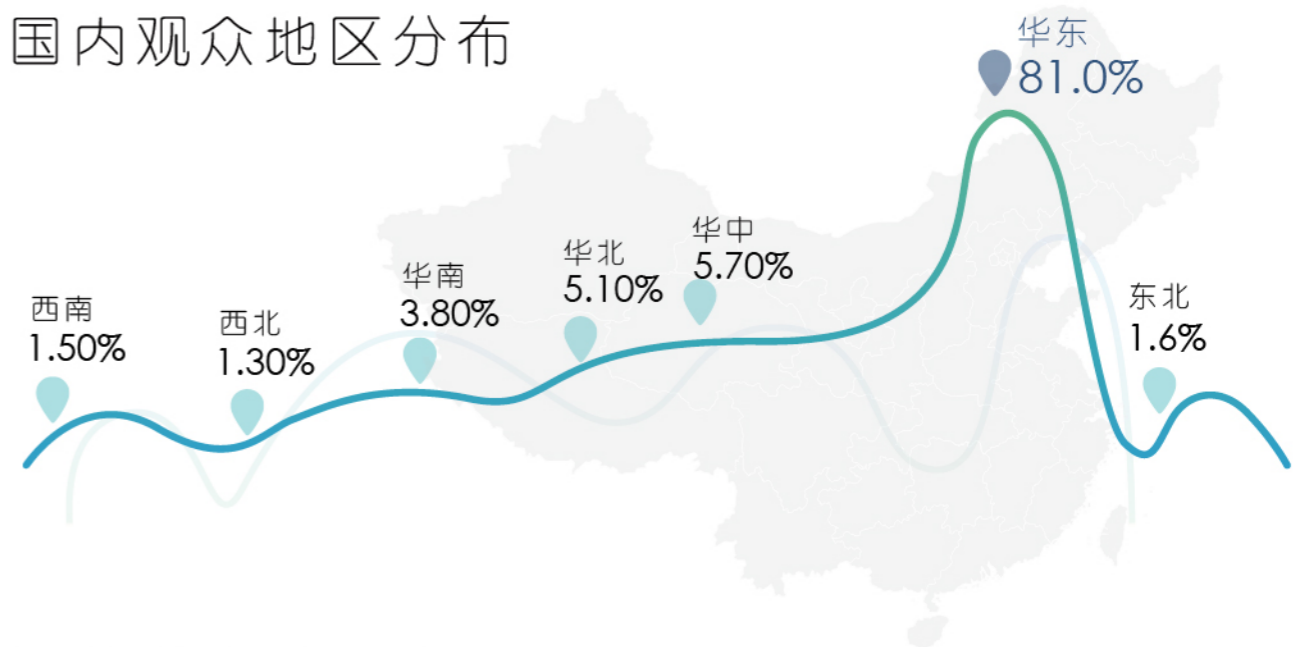 国内观众地区分布
华东
81.0%
华中
5.70%
华北
5.10%
华南
3.80%
东北
1.6%
西南
1.50%
西北
1.30%